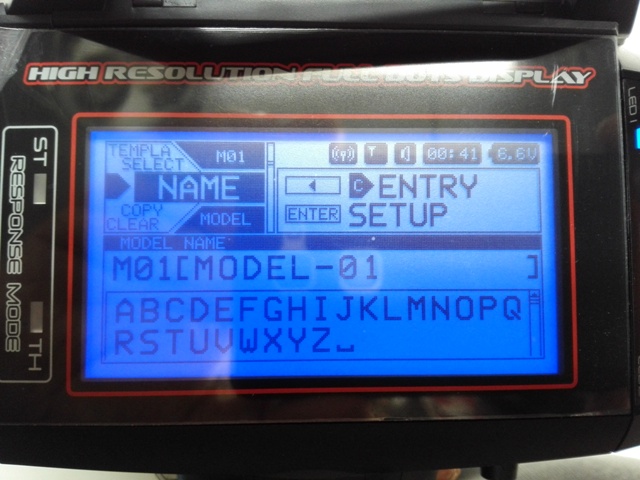 HIGH RESOLUTION FULL DOTS DISPLAY
LED
ST RESPONSE MODE TH
TEMPLA M01
SELECT
NAME
COPY
CLEAR MODEL
00:41 6.6V
C ENTRY
ENTER SETUP
MODEL NAME
M01[MODEL-01 ]
ABCDEFGHIJKLMNOPQ
RSTUVWXYZ